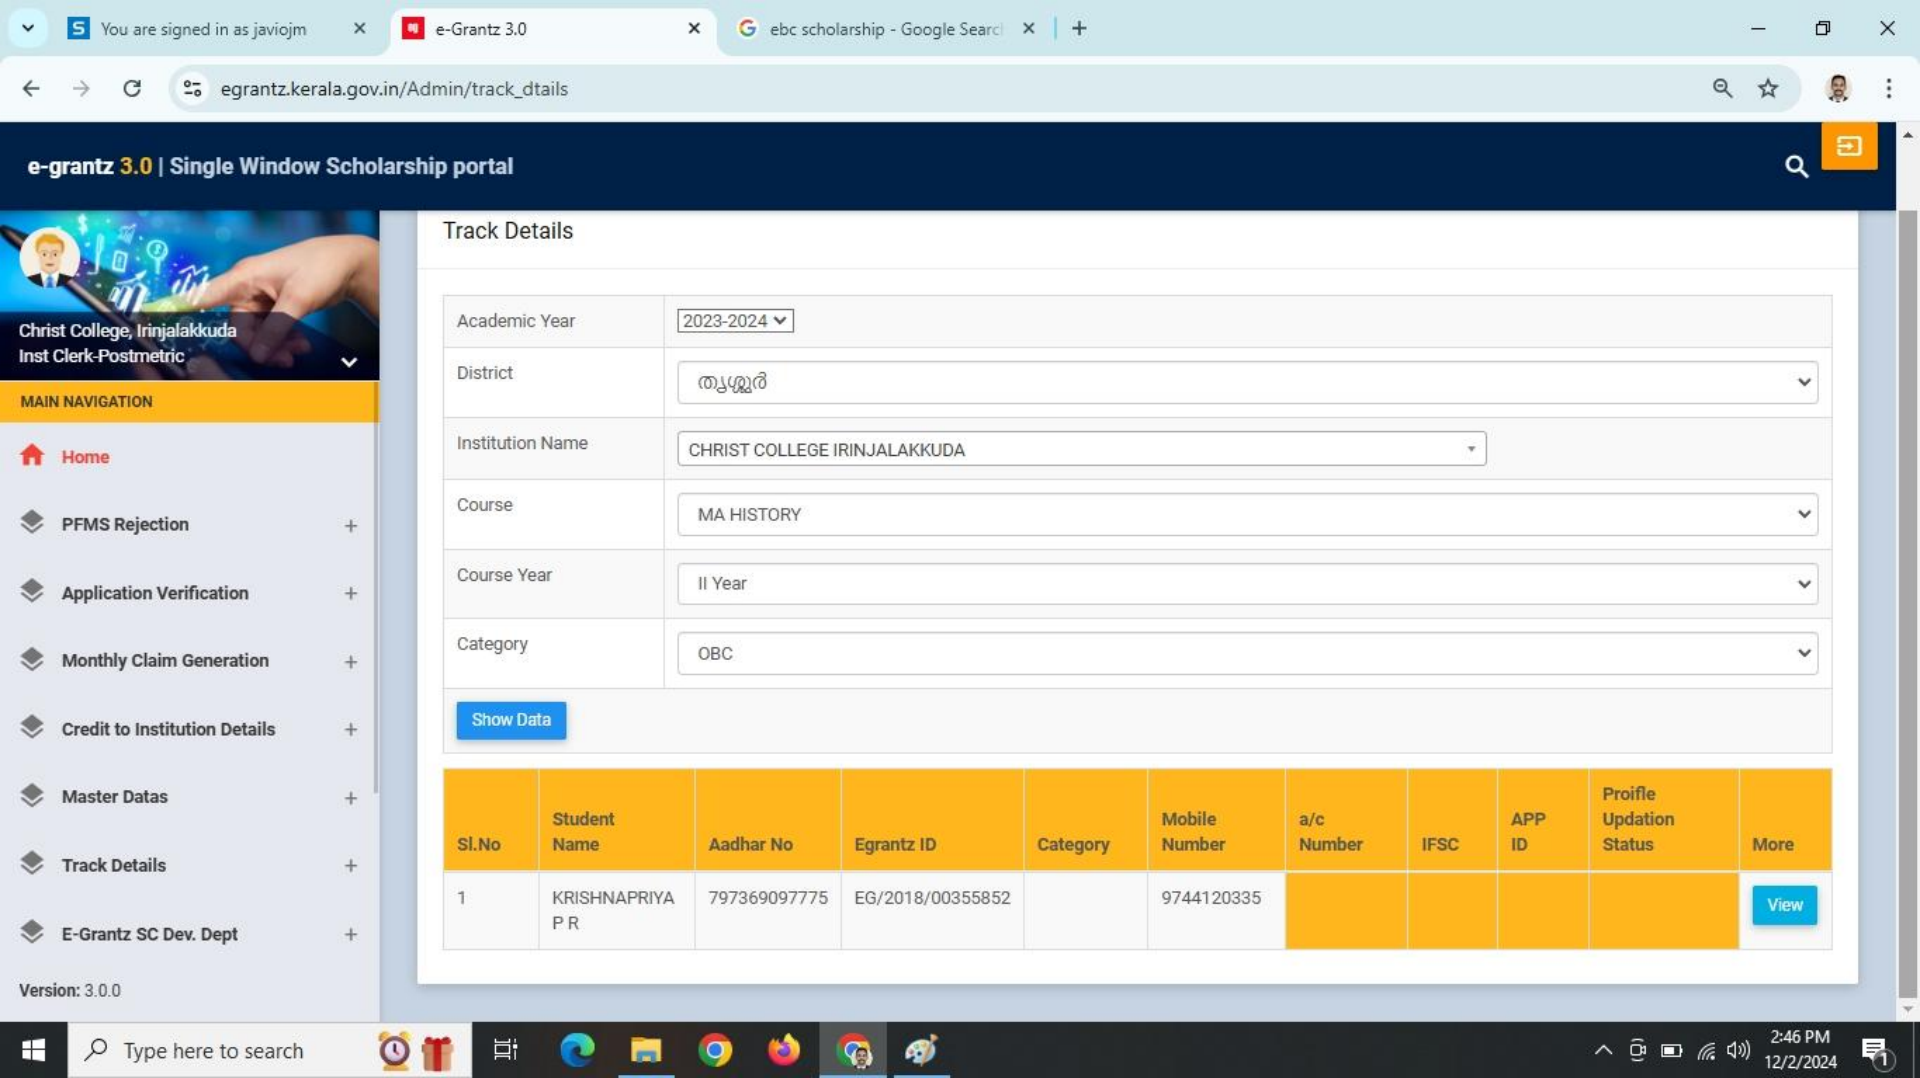 You are signed in as javiojm
e-Grantz 3.0
ebc scholarship - Google Searc
egrantz.kerala.gov.in/Admin/track_dtails
e-grantz 3.0 | Single Window Scholarship portal
Christ College, Irinjalakkuda
Inst Clerk-Postmetric
MAIN NAVIGATION
Home
PFMS Rejection +
Application Verification +
Monthly Claim Generation +
Credit to Institution Details +
Master Datas +
Track Details +
E-Grantz SC Dev. Dept +
Version: 3.0.0
Track Details
Academic Year 2023-2024
District തൃശ്ശൂർ
Institution Name CHRIST COLLEGE IRINJALAKKUDA
Course MA HISTORY
Course Year II Year
Category OBC
Show Data
Sl.No Student Name Aadhar No Egrantz ID Category Mobile Number a/c Number IFSC APP ID Proifle Updation Status More
1 KRISHNAPRIYA P R 797369097775 EG/2018/00355852 9744120335 View
Type here to search
2:46 PM
12/2/2024
1